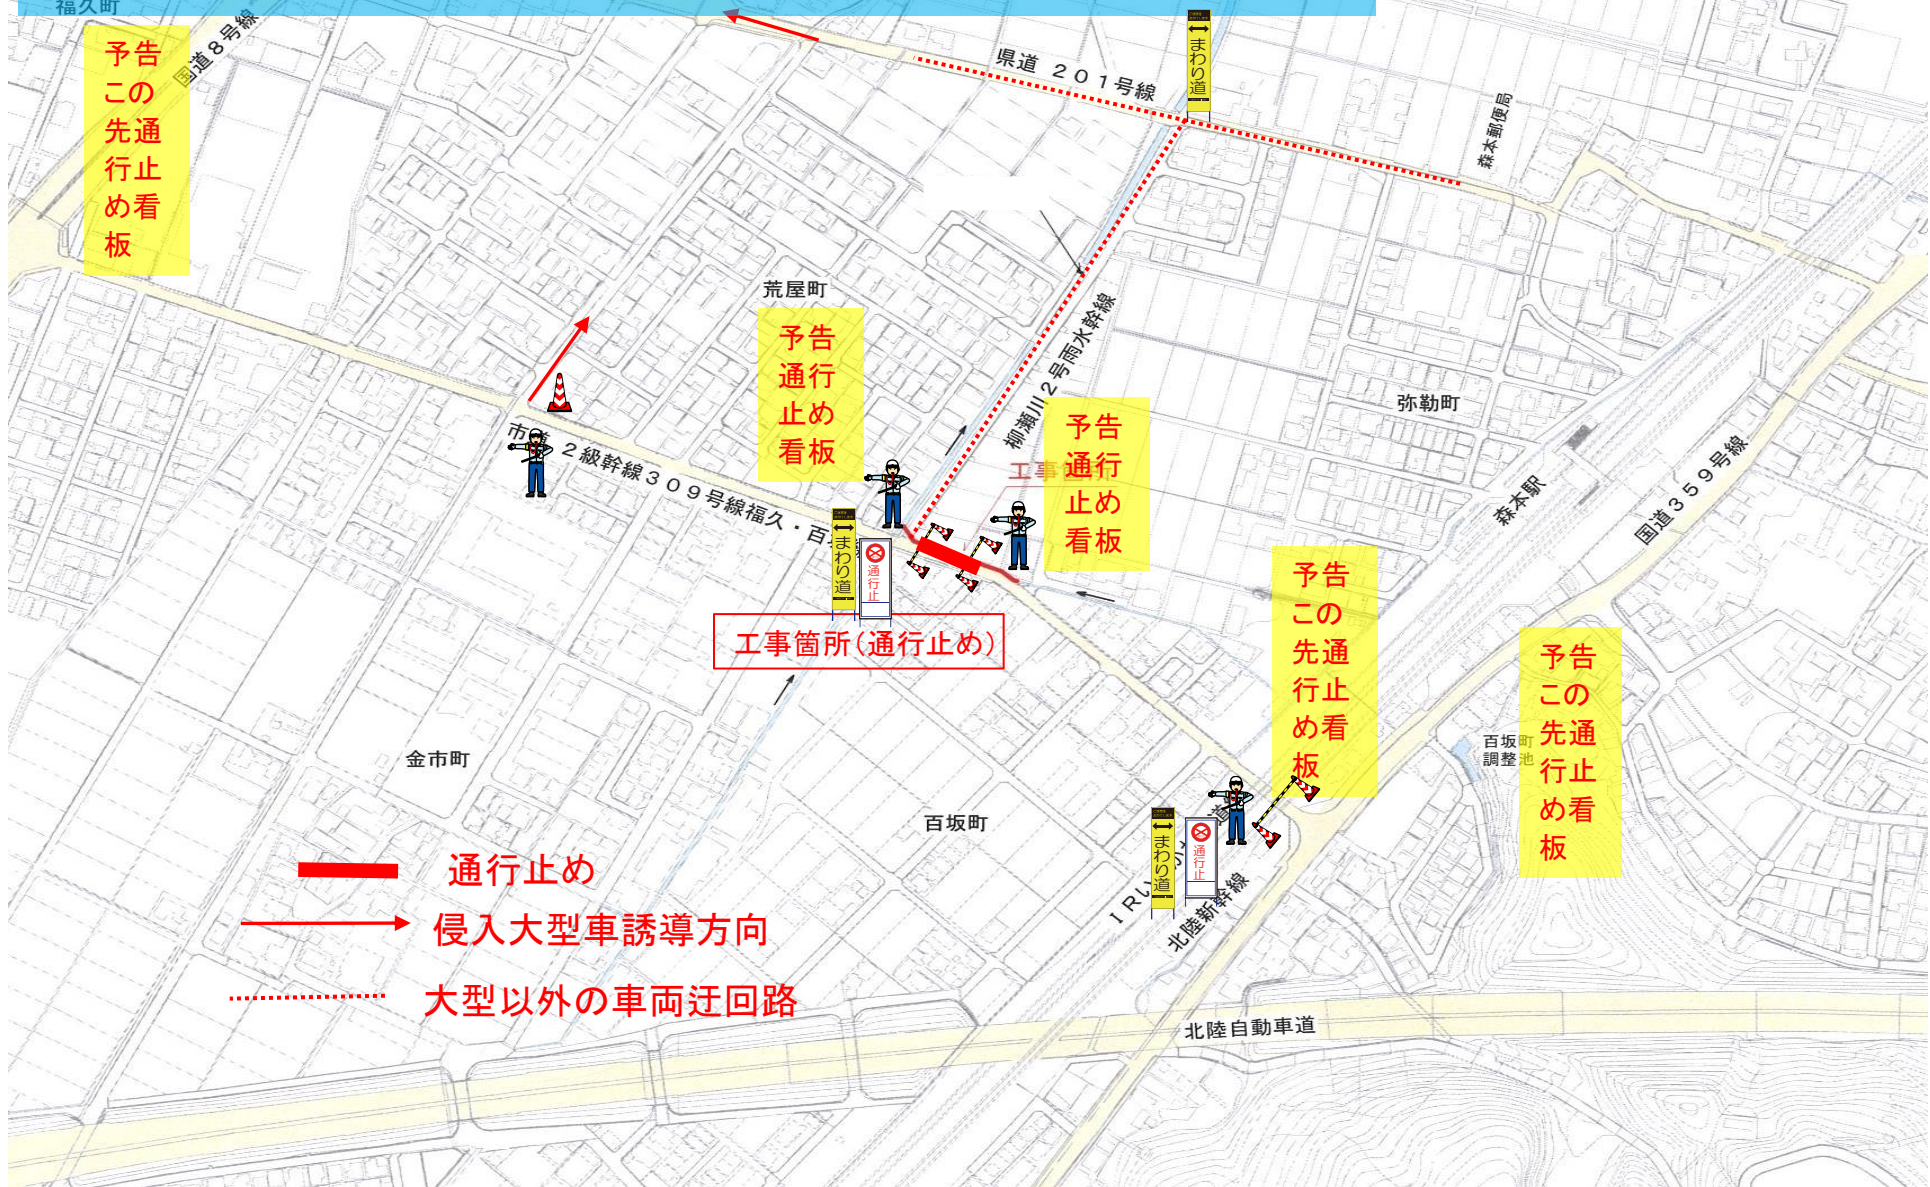 福久町
国道8号線
予告
この
先通
行止
め看
板
県道 201号線
まわり道
森本郵便局
荒屋町
予告
通行
止め
看板
柳瀬川2号雨水幹線
弥勒町
予告
通行
止め
看板
工事箇所
市道 2級幹線309号線福久・百
森本駅
国道359号線
まわり道
通行止
工事箇所(通行止め)
予告
この
先通
行止
め看
板
予告
この
先通
行止
め看
板
百坂町
調整池
金市町
百坂町
まわり道
通行止
IRい
道
北陸新幹線
通行止め
侵入大型車誘導方向
大型以外の車両迂回路
北陸自動車道